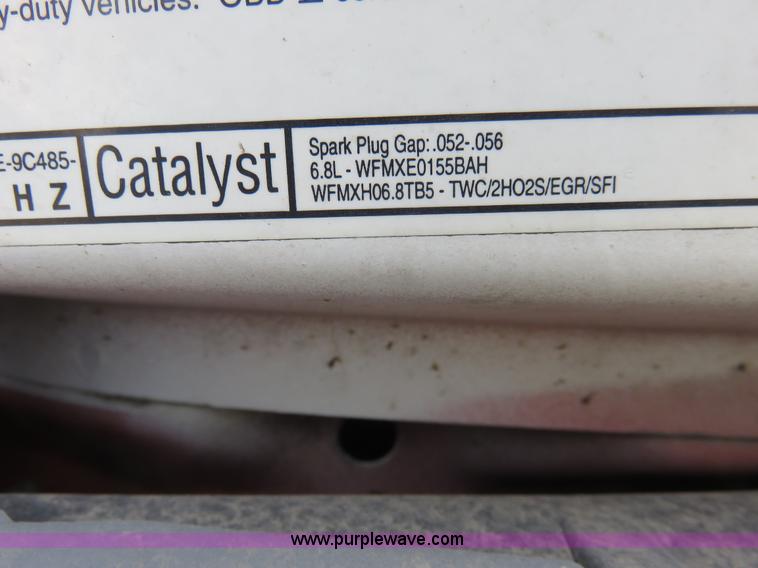 y-duty vehicles.
E-9C485-
H Z
Catalyst
Spark Plug Gap:.052-.056
6.8L - WFMXE0155BAH
WFMXH06.8TB5 - TWC/2HO2S/EGR/SFI
www.purplewave.com